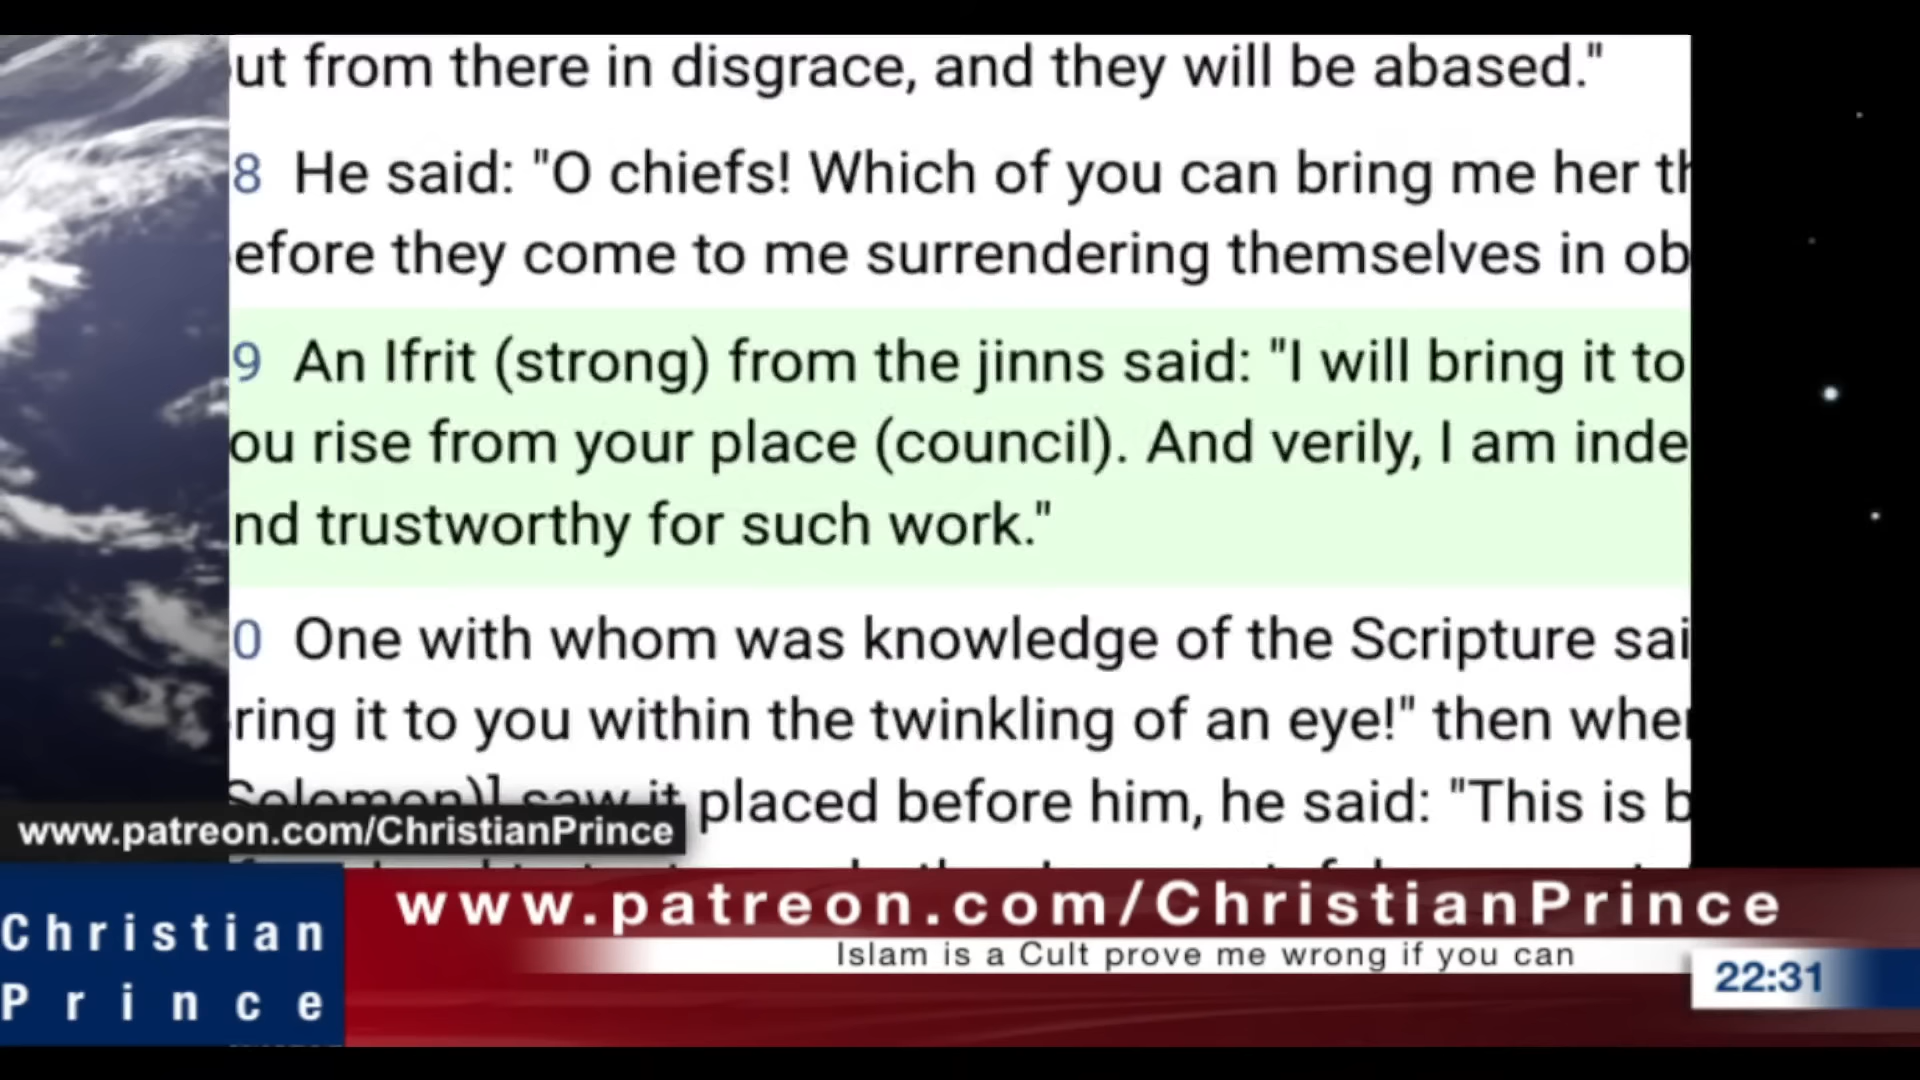 ut from there in disgrace, and they will be abased."
8 He said: "O chiefs! Which of you can bring me her
efore they come to me surrendering themselves in
9 An Ifrit (strong) from the jinns said: "I will bring it to
ou rise from your place (council). And verily, I am
nd trustworthy for such work."
0 One with whom was knowledge of the Scripture
ring it to you within the twinkling of an eye!" then
Solomon)] saw it placed before him, he said: "This is
www.patreon.com/ChristianPrince
www.patreon.com/ChristianPrince
Christian
Prince
Islam is a Cult prove me wrong if you can
22:31